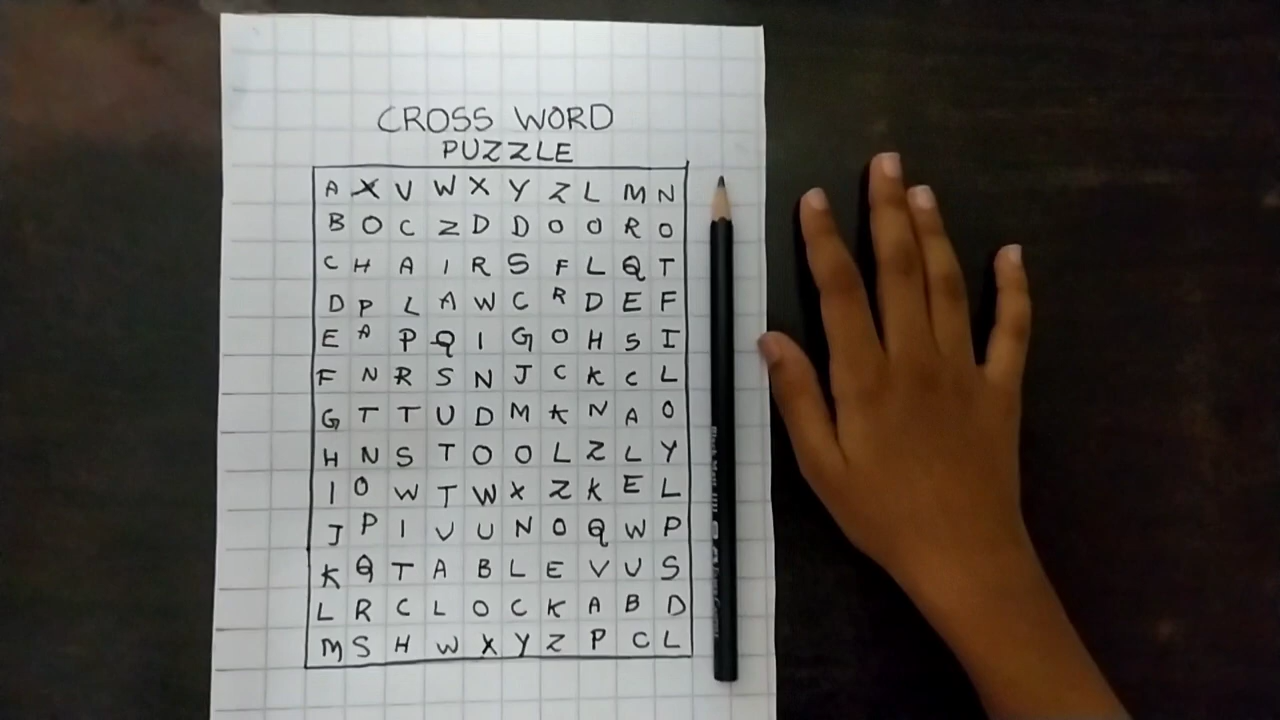 CROSS WORD
PUZZLE
A X V W X Y Z L M N
B O C Z D D O O R O
C H A I R S F L Q T
D P L A W C R D E F
E A P Q I G O H S I
F N R S N J C K C L
G T T U D M K N A O
H N S T O O L Z L Y
I O W T W X Z K E L
J P I V U N O Q W P
K Q T A B L E V U S
L R C L O C K A B D
M S H W X Y Z P C L